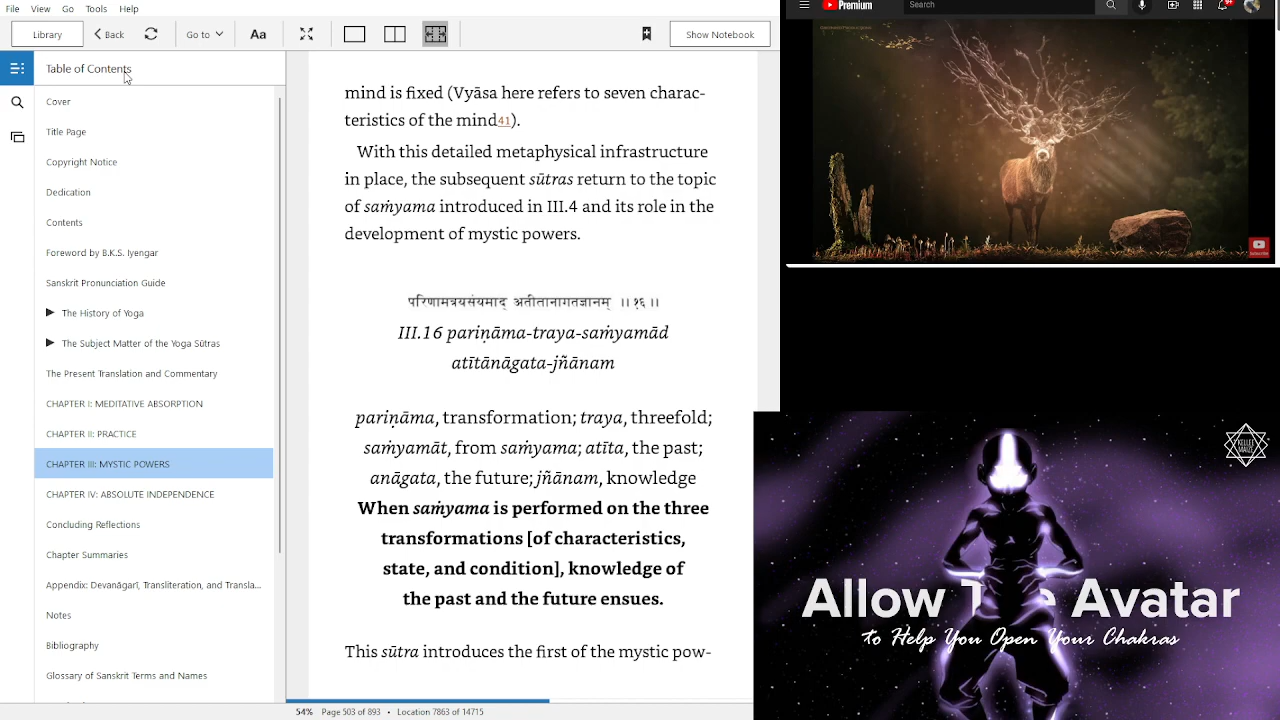 File View Go Tools Help
Library
Back
Go to
Aa
Show Notebook
Table of Contents
Cover
Title Page
Copyright Notice
Dedication
Contents
Foreword by B.K.S. Iyengar
Sanskrit Pronunciation Guide
The History of Yoga
The Subject Matter of the Yoga Sūtras
The Present Translation and Commentary
CHAPTER I: MEDITATIVE ABSORPTION
CHAPTER II: PRACTICE
CHAPTER III: MYSTIC POWERS
CHAPTER IV: ABSOLUTE INDEPENDENCE
Concluding Reflections
Chapter Summaries
Appendix: Devanāgarī, Transliteration, and Transla...
Notes
Bibliography
Glossary of Sanskrit Terms and Names
mind is fixed (Vyāsa here refers to seven charac-
teristics of the mind41).
With this detailed metaphysical infrastructure
in place, the subsequent sūtras return to the topic
of saṁyama introduced in III.4 and its role in the
development of mystic powers.
परिणामत्रयसंयमाद् अतीतानागतज्ञानम् ।। १६ ।।
III.16 pariṇāma-traya-saṁyamād
atītānāgata-jñānam
pariṇāma, transformation; traya, threefold;
saṁyamāt, from saṁyama; atīta, the past;
anāgata, the future; jñānam, knowledge
When saṁyama is performed on the three
transformations [of characteristics,
state, and condition], knowledge of
the past and the future ensues.
This sūtra introduces the first of the mystic pow-
54% Page 503 of 893 • Location 7863 of 14715
Premium
Search
9+
Subscribe
Allow T e Avatar
to Help You Open Your Chakras